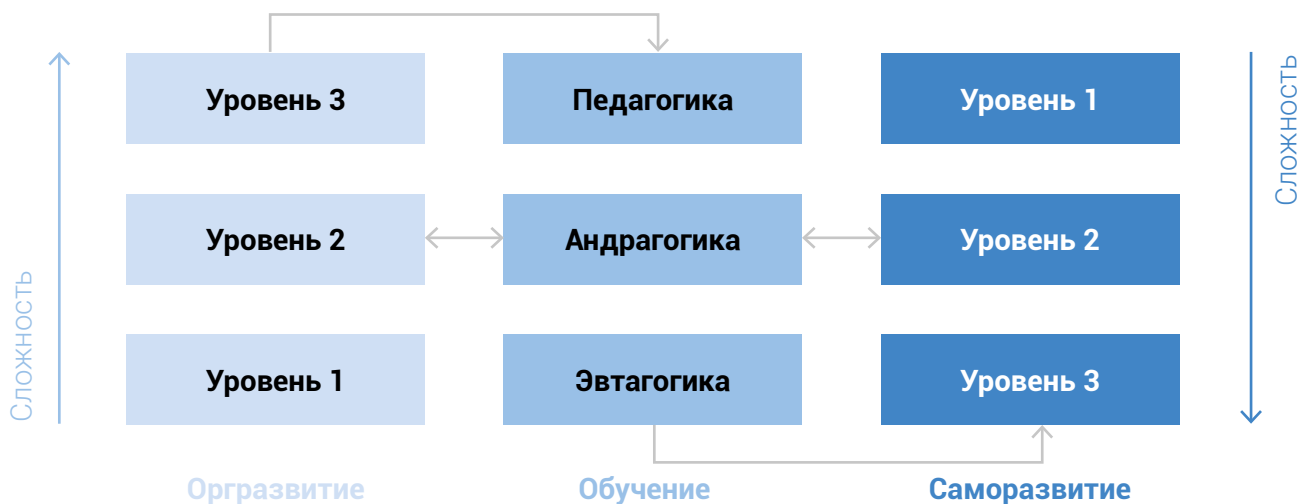 Уровень 3
Педагогика
Уровень 1
Сложность
Уровень 2
Андрагогика
Уровень 2
Сложность
Уровень 1
Эвтагогика
Уровень 3
Оргразвитие
Обучение
Саморазвитие